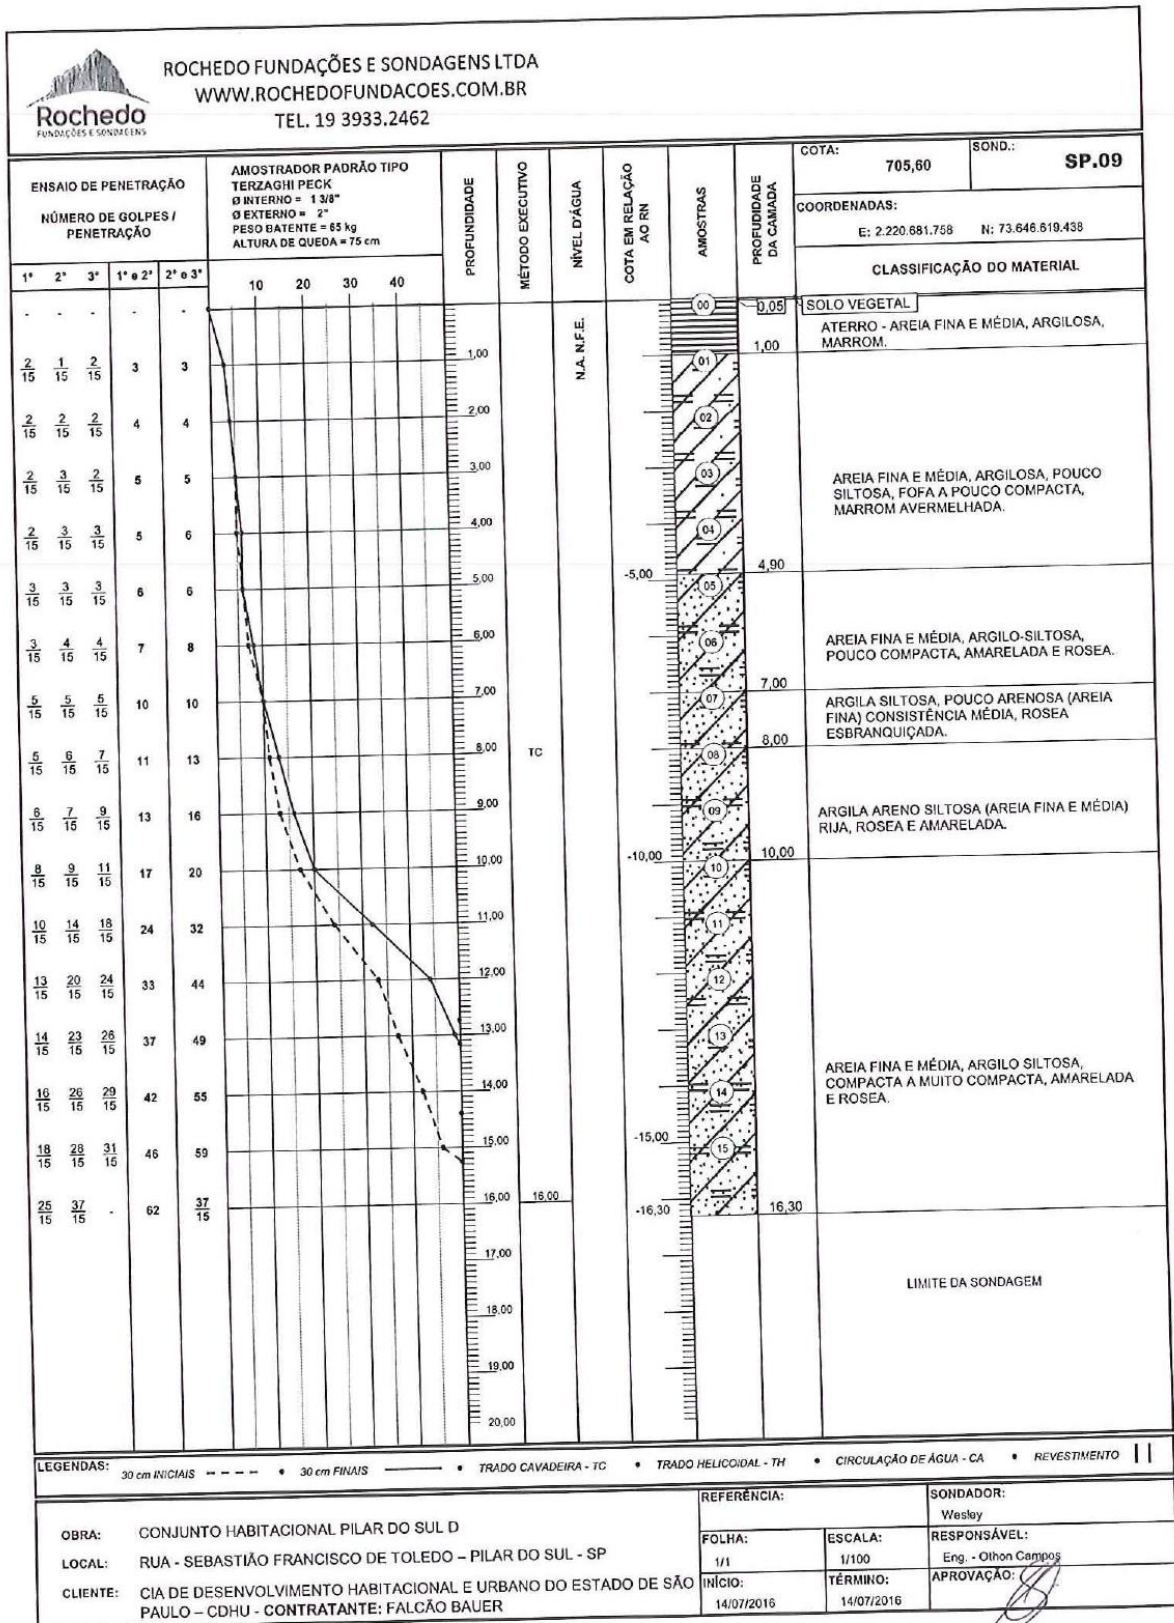 ROCHEDO FUNDAÇÕES E SONDAGENS LTDA
WWW.ROCHEDOFUNDACOES.COM.BR
TEL. 19 3933.2462
Rochedo
FUNDAÇÕES E SONDAGENS
ENSAIO DE PENETRAÇÃO
NÚMERO DE GOLPES /
PENETRAÇÃO
AMOSTRADOR PADRÃO TIPO
TERZAGHI PECK
Ø INTERNO = 1 3/8"
Ø EXTERNO = 2"
PESO BATENTE = 65 kg
ALTURA DE QUEDA = 75 cm
PROFUNDIDADE
MÉTODO EXECUTIVO
NÍVEL D'ÁGUA
COTA EM RELAÇÃO
AO RN
AMOSTRAS
PROFUDIDADE
DA CAMADA
COTA:
705,60
SOND.:
SP.09
COORDENADAS:
E: 2.220.681.758 N: 73.646.619.438
CLASSIFICAÇÃO DO MATERIAL
1º 2º 3º 1º e 2º 2º e 3º
10 20 30 40
- - - - -
2/15 1/15 2/15 3 3
2/15 2/15 2/15 4 4
2/15 3/15 2/15 5 5
2/15 3/15 3/15 5 6
3/15 3/15 3/15 6 6
3/15 4/15 4/15 7 8
5/15 5/15 5/15 10 10
5/15 6/15 7/15 11 13
6/15 7/15 9/15 13 16
8/15 9/15 11/15 17 20
10/15 14/15 18/15 24 32
13/15 20/15 24/15 33 44
14/15 23/15 26/15 37 49
16/15 26/15 29/15 42 55
18/15 28/15 31/15 46 59
25/15 37/15 - 62 37/15
1,00
2,00
3,00
4,00
5,00
6,00
7,00
8,00
9,00
10,00
11,00
12,00
13,00
14,00
15,00
16,00
17,00
18,00
19,00
20,00
TC
16,00
N.A. N.F.E.
-5,00
-10,00
-15,00
-16,30
00
01
02
03
04
05
06
07
08
09
10
11
12
13
14
15
0,05
1,00
4,90
7,00
8,00
10,00
16,30
SOLO VEGETAL
ATERRO - AREIA FINA E MÉDIA, ARGILOSA,
MARROM.
AREIA FINA E MÉDIA, ARGILOSA, POUCO
SILTOSA, FOFA A POUCO COMPACTA,
MARROM AVERMELHADA.
AREIA FINA E MÉDIA, ARGILO-SILTOSA,
POUCO COMPACTA, AMARELADA E ROSEA.
ARGILA SILTOSA, POUCO ARENOSA (AREIA
FINA) CONSISTÊNCIA MÉDIA, ROSEA
ESBRANQUIÇADA.
ARGILA ARENO SILTOSA (AREIA FINA E MÉDIA)
RIJA, ROSEA E AMARELADA.
AREIA FINA E MÉDIA, ARGILO SILTOSA,
COMPACTA A MUITO COMPACTA, AMARELADA
E ROSEA.
LIMITE DA SONDAGEM
LEGENDAS: 30 cm INICIAIS ---- • 30 cm FINAIS —— • TRADO CAVADEIRA - TC • TRADO HELICOIDAL - TH • CIRCULAÇÃO DE ÁGUA - CA • REVESTIMENTO
OBRA: CONJUNTO HABITACIONAL PILAR DO SUL D
LOCAL: RUA - SEBASTIÃO FRANCISCO DE TOLEDO – PILAR DO SUL - SP
CLIENTE: CIA DE DESENVOLVIMENTO HABITACIONAL E URBANO DO ESTADO DE SÃO
PAULO – CDHU - CONTRATANTE: FALCÃO BAUER
REFERÊNCIA:
SONDADOR:
Wesley
FOLHA:
1/1
ESCALA:
1/100
RESPONSÁVEL:
Eng. - Othon Campos
INÍCIO:
14/07/2016
TÉRMINO:
14/07/2016
APROVAÇÃO: